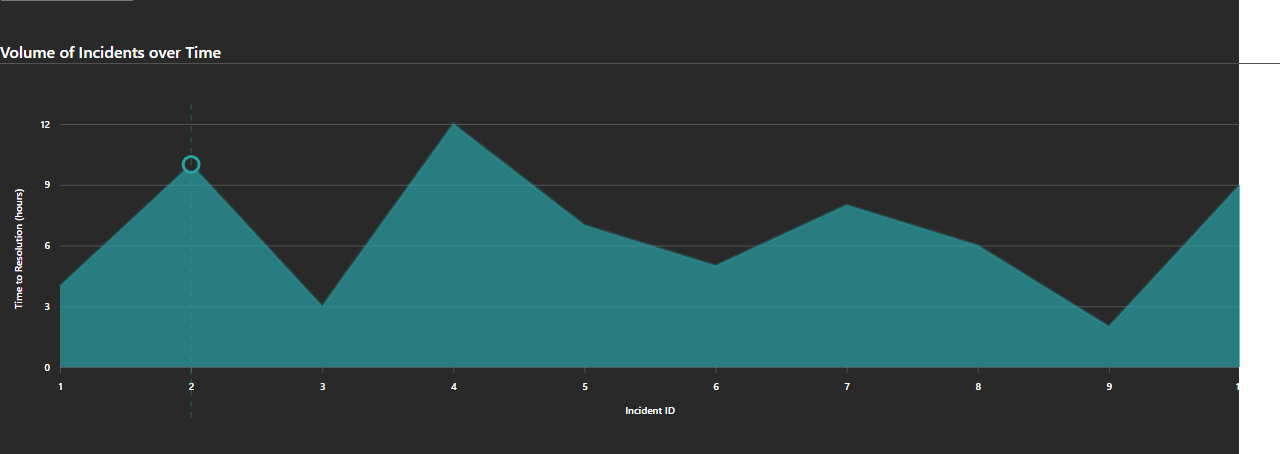 Volume of Incidents over Time
12
9
6
3
0
Time to Resolution (hours)
1 2 3 4 5 6 7 8 9 1
Incident ID